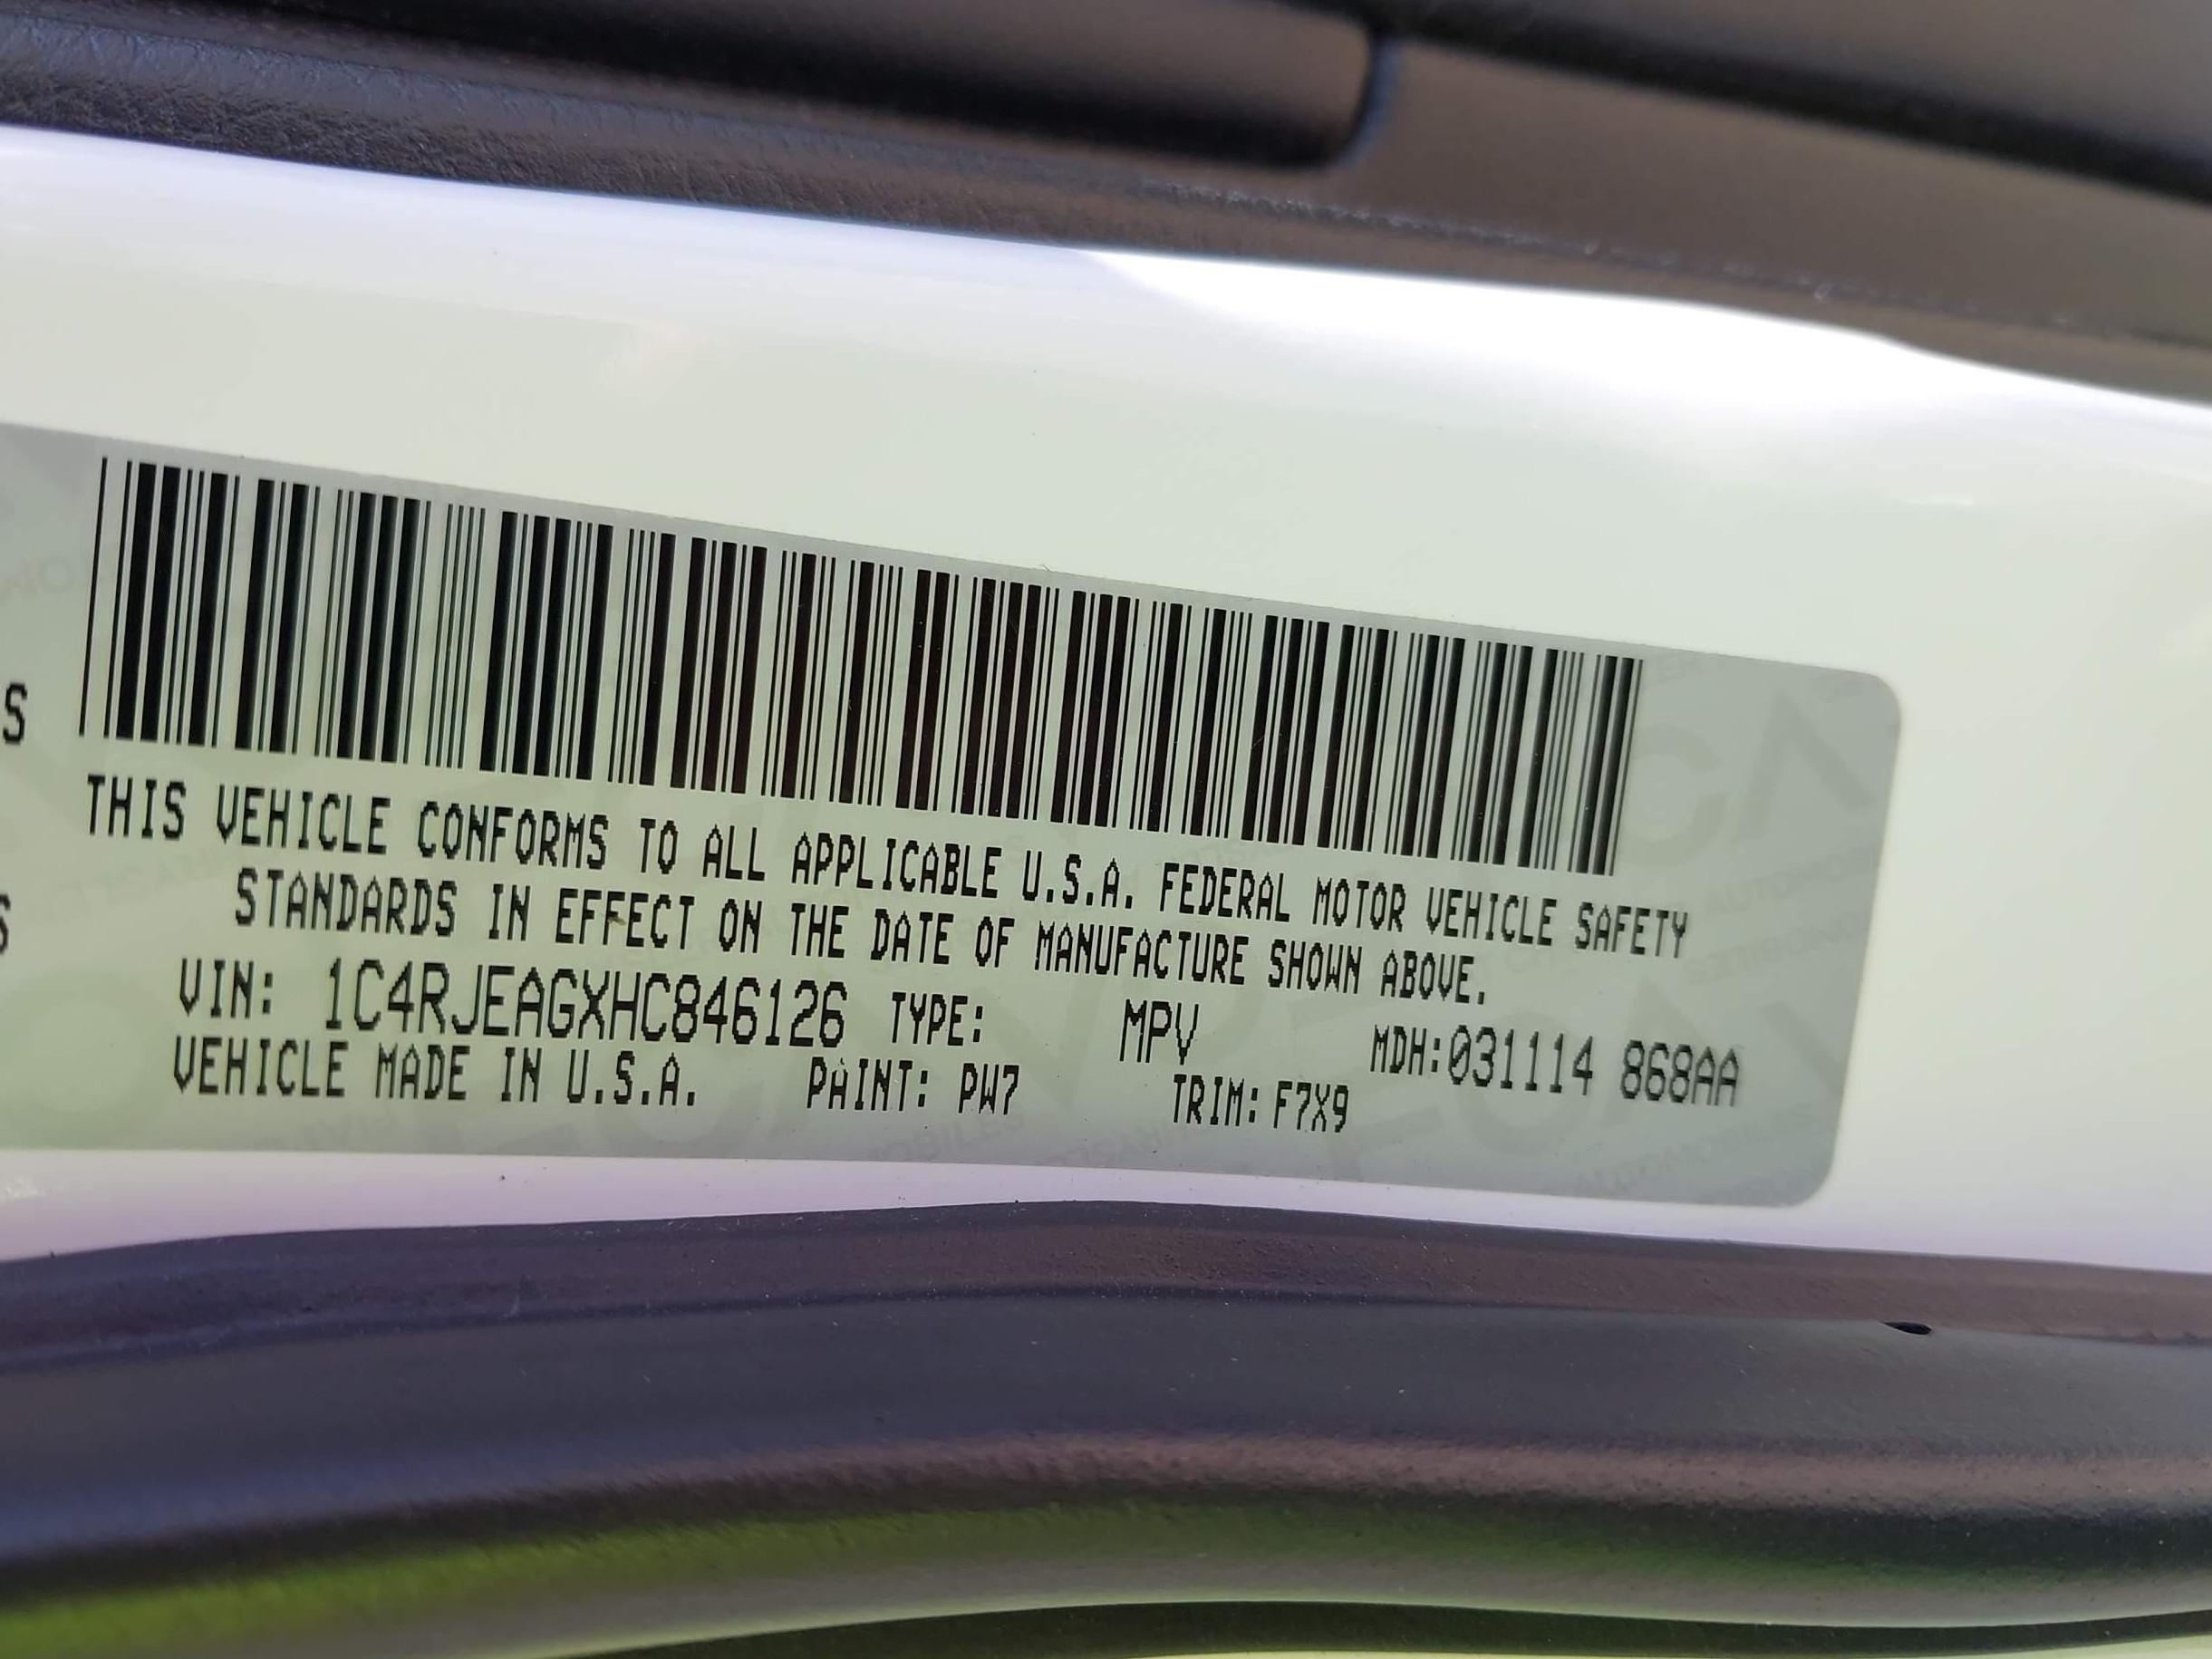 S
THIS VEHICLE CONFORMS TO ALL APPLICABLE U.S.A. FEDERAL MOTOR VEHICLE SAFETY
S
STANDARDS IN EFFECT ON THE DATE OF MANUFACTURE SHOWN ABOVE.
VIN: 1C4RJEAGXHC846126 TYPE: MPV MDH:031114 868AA
VEHICLE MADE IN U.S.A. PAINT: PW7 TRIM: F7X9